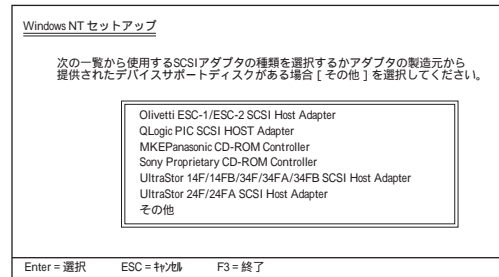 Windows NT セットアップ
次の一覧から使用するSCSIアダプタの種類を選択するかアダプタの製造元から
提供されたデバイスサポートディスクがある場合 [ その他 ] を選択してください。
Olivetti ESC-1/ESC-2 SCSI Host Adapter
QLogic PIC SCSI HOST Adapter
MKEPanasonic CD-ROM Controller
Sony Proprietary CD-ROM Controller
UltraStor 14F/14FB/34F/34FA/34FB SCSI Host Adapter
UltraStor 24F/24FA SCSI Host Adapter
その他
Enter = 選択 ESC = ｷｬﾝｾﾙ F3 = 終了